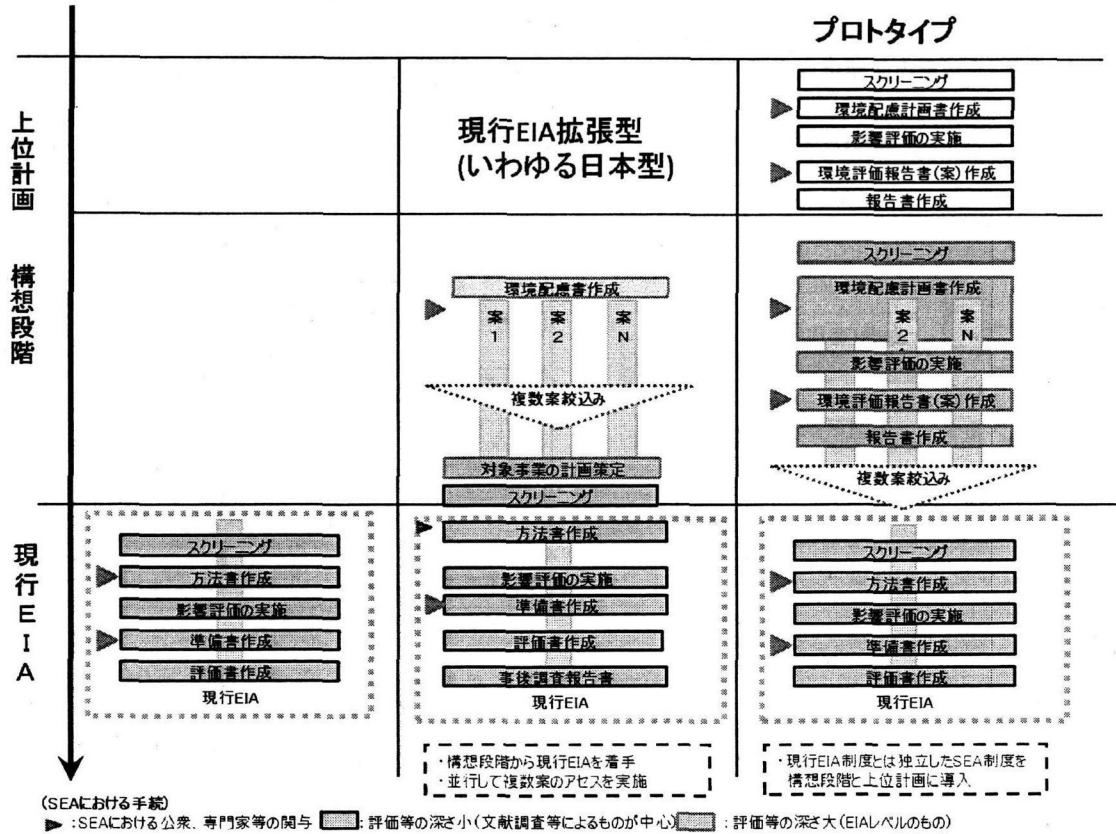 プロトタイプ
上位計画
現行EIA拡張型
(いわゆる日本型)
スクリーニング
環境配慮計画書作成
影響評価の実施
環境評価報告書(案)作成
報告書作成
構想段階
環境配慮書作成
案1
案2
案N
複数案絞込み
対象事業の計画策定
スクリーニング
スクリーニング
環境配慮計画書作成
案2
案N
影響評価の実施
環境評価報告書(案)作成
報告書作成
複数案絞込み
現行EIA
スクリーニング
方法書作成
影響評価の実施
準備書作成
評価書作成
現行EIA
方法書作成
影響評価の実施
準備書作成
評価書作成
事後調査報告書
現行EIA
スクリーニング
方法書作成
影響評価の実施
準備書作成
評価書作成
現行EIA
・構想段階から現行EIAを着手
・並行して複数案のアセスを実施
・現行EIA制度とは独立したSEA制度を
構想段階と上位計画に導入
(SEAにおける手続)
:SEAにおける公衆、専門家等の関与 :評価等の深さ小(文献調査等によるものが中心) :評価等の深さ大(EIAレベルのもの)